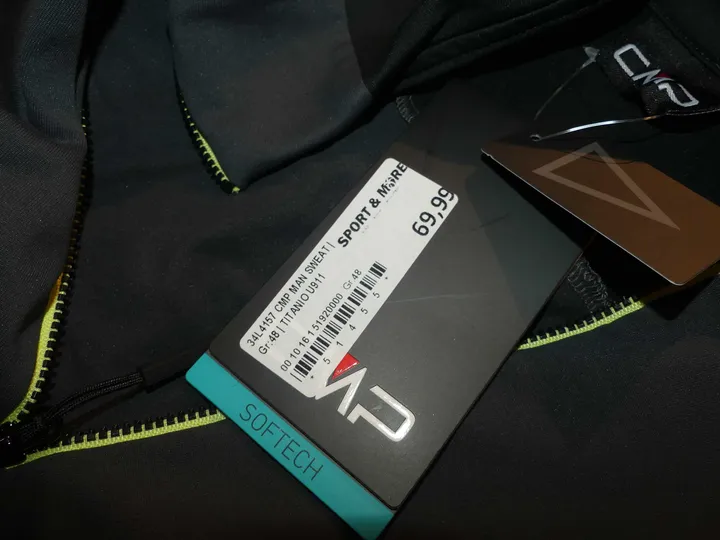 CMP
SPORT & MORE
69,99
34L4157 CMP MAN SWEAT |
Gr:48 | TITANIO U911
00 10 16 1 51920000 Gr.48
* 5 1 4 5 5 *
CMP
SOFTECH